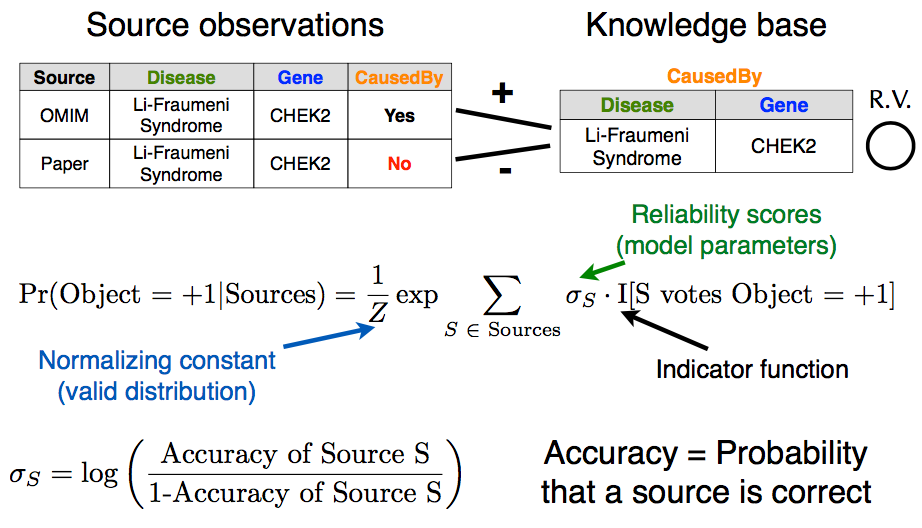 Source observations
Knowledge base
Source Disease Gene CausedBy
OMIM Li-Fraumeni Syndrome CHEK2 Yes
Paper Li-Fraumeni Syndrome CHEK2 No
+
-
CausedBy
Disease Gene
Li-Fraumeni Syndrome CHEK2
R.V.
Reliability scores
(model parameters)
Pr(Object = +1|Sources) = 1/Z exp ∑ S ∈ Sources σ_S · I[S votes Object = +1]
Normalizing constant
(valid distribution)
Indicator function
σ_S = log ( Accuracy of Source S / 1-Accuracy of Source S )
Accuracy = Probability
that a source is correct